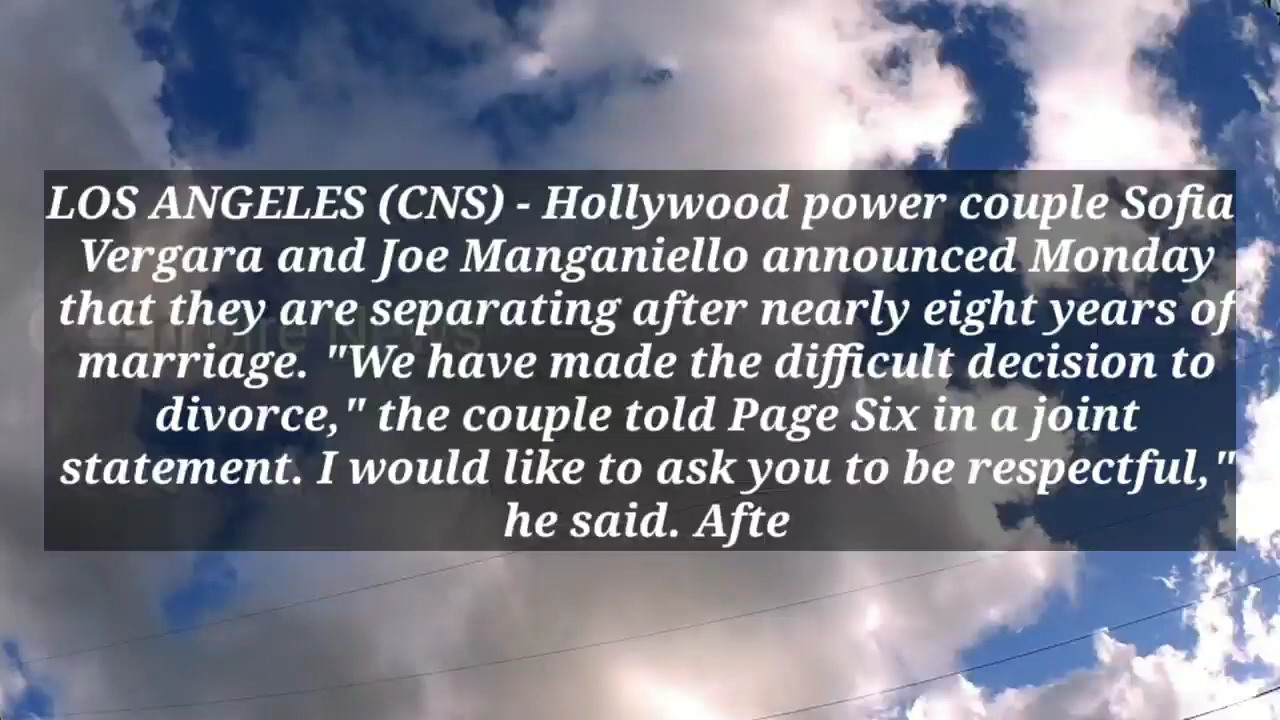 LOS ANGELES (CNS) - Hollywood power couple Sofia
Vergara and Joe Manganiello announced Monday
that they are separating after nearly eight years of
marriage. "We have made the difficult decision to
divorce," the couple told Page Six in a joint
statement. I would like to ask you to be respectful,"
he said. Afte